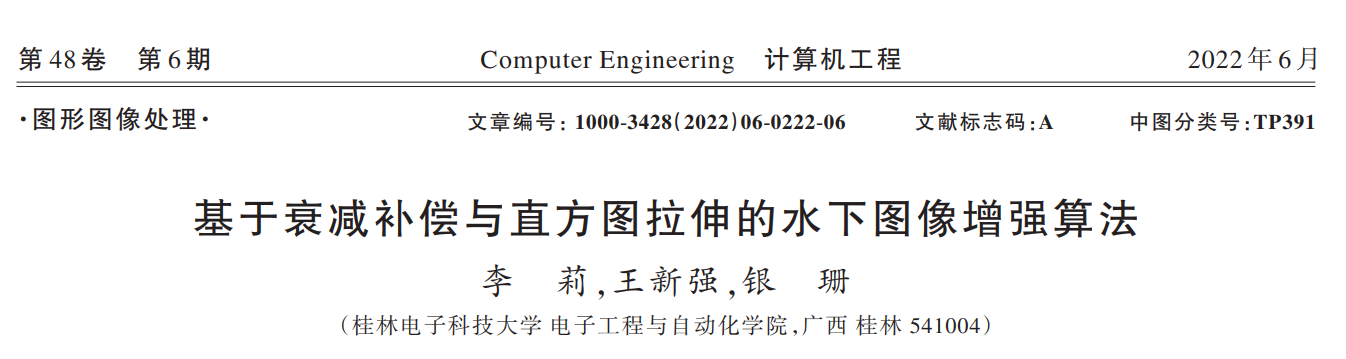 第48卷 第6期 Computer Engineering 计算机工程 2022年6月
·图形图像处理· 文章编号：1000-3428(2022)06-0222-06 文献标志码:A 中图分类号:TP391
基于衰减补偿与直方图拉伸的水下图像增强算法
李 莉,王新强,银 珊
(桂林电子科技大学 电子工程与自动化学院,广西 桂林 541004)